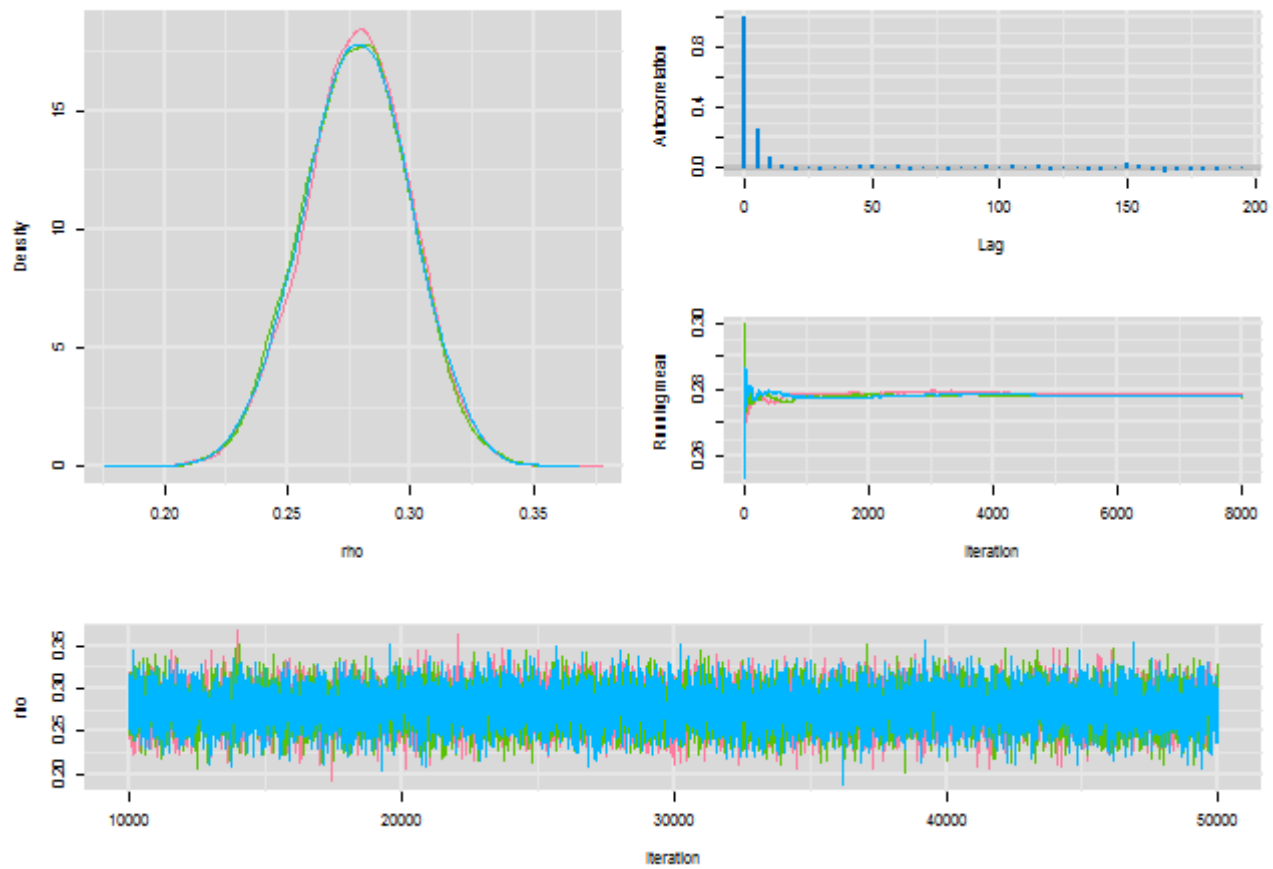 Density
0 5 10 15
0.20 0.25 0.30 0.35
rho
Autocorrelation
0.0 0.4 0.8
0 50 100 150 200
Lag
Running mean
0.26 0.28 0.30
0 2000 4000 6000 8000
Iteration
rho
0.20 0.25 0.30 0.35
10000 20000 30000 40000 50000
Iteration